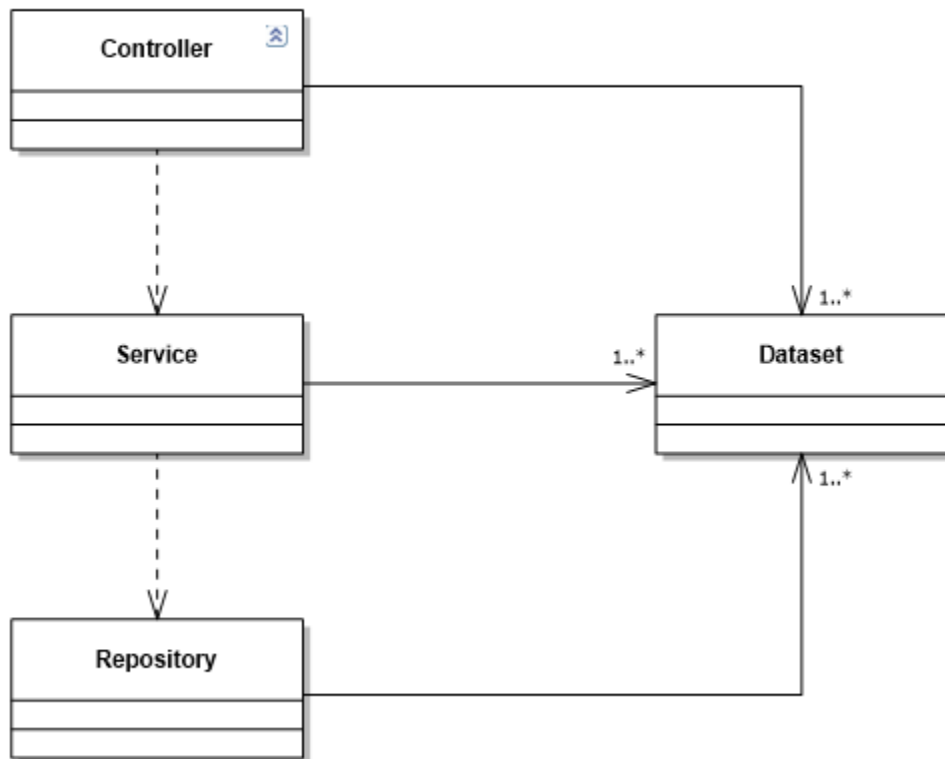 Controller
1..*
Service
1..*
Dataset
1..*
Repository